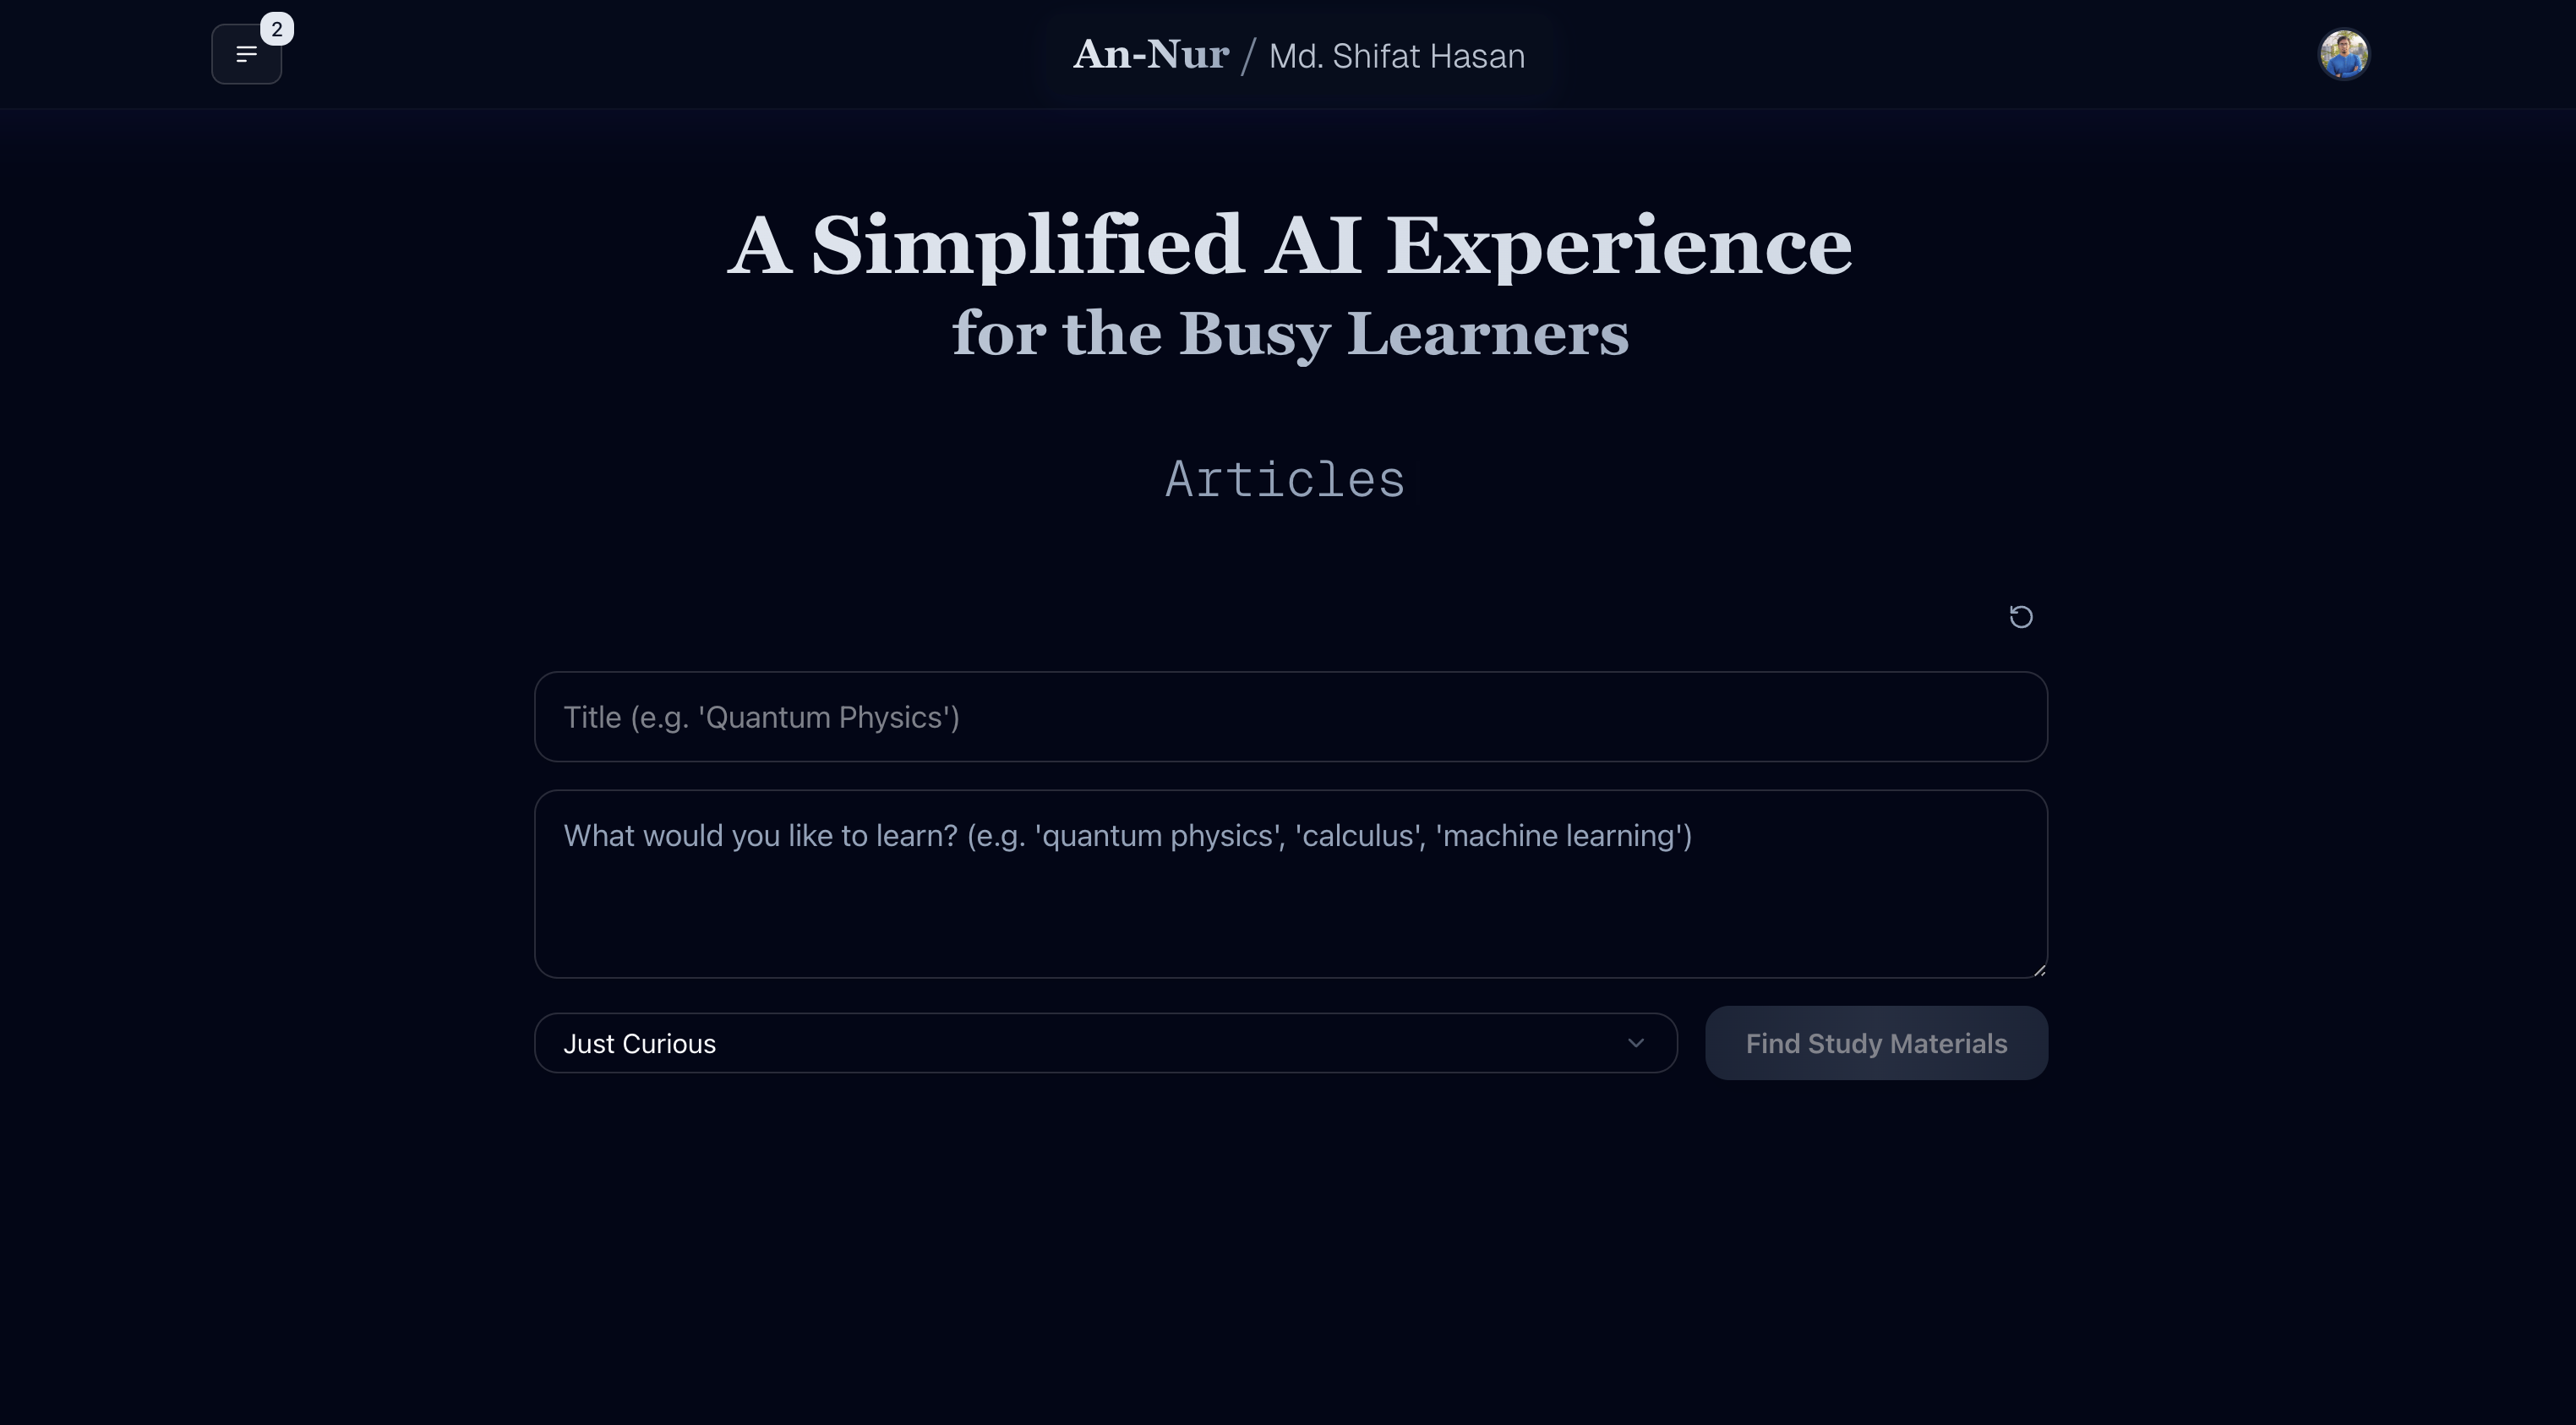 2
An-Nur / Md. Shifat Hasan
A Simplified AI Experience
for the Busy Learners
Articles
Title (e.g. 'Quantum Physics')
What would you like to learn? (e.g. 'quantum physics', 'calculus', 'machine learning')
Just Curious
Find Study Materials